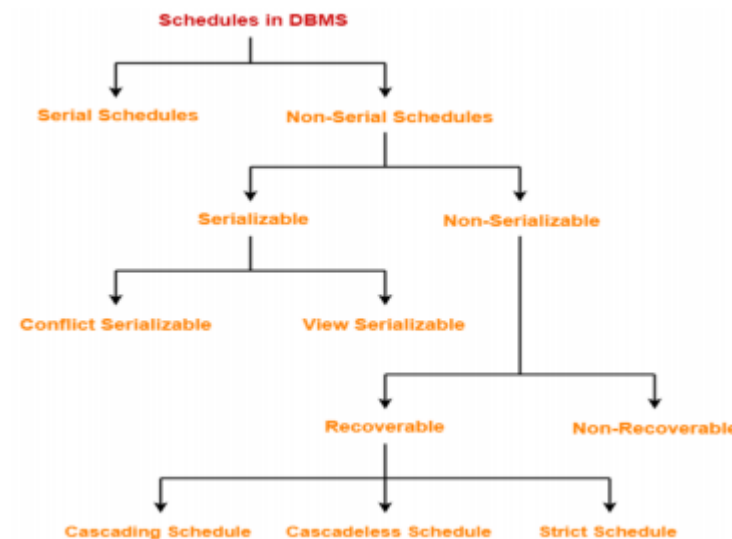 Schedules in DBMS
Serial Schedules
Non-Serial Schedules
Serializable
Non-Serializable
Conflict Serializable
View Serializable
Recoverable
Non-Recoverable
Cascading Schedule
Cascadeless Schedule
Strict Schedule